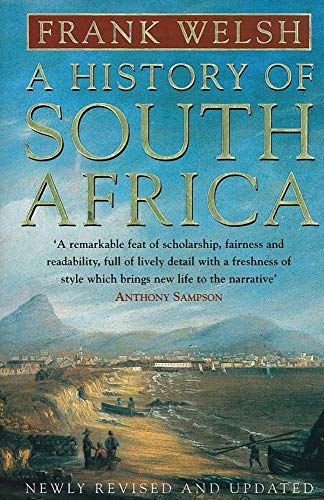 FRANK WELSH
A HISTORY OF
SOUTH
AFRICA
‘A remarkable feat of scholarship, fairness and
readability, full of lively detail with a freshness of
style which brings new life to the narrative’
ANTHONY SAMPSON
NEWLY REVISED AND UPDATED